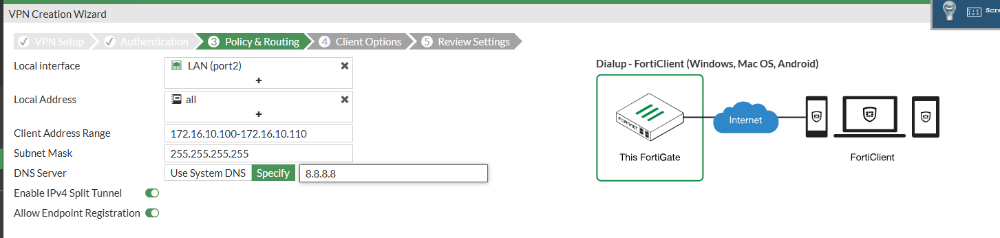 VPN Creation Wizard
Scre
VPN Setup
Authentication
3 Policy & Routing
4 Client Options
5 Review Settings
Local interface
LAN (port2)
+
Local Address
all
+
Client Address Range
172.16.10.100-172.16.10.110
Subnet Mask
255.255.255.255
DNS Server
Use System DNS
Specify
8.8.8.8
Enable IPv4 Split Tunnel
Allow Endpoint Registration
Dialup - FortiClient (Windows, Mac OS, Android)
FORTINET
Internet
This FortiGate
FortiClient